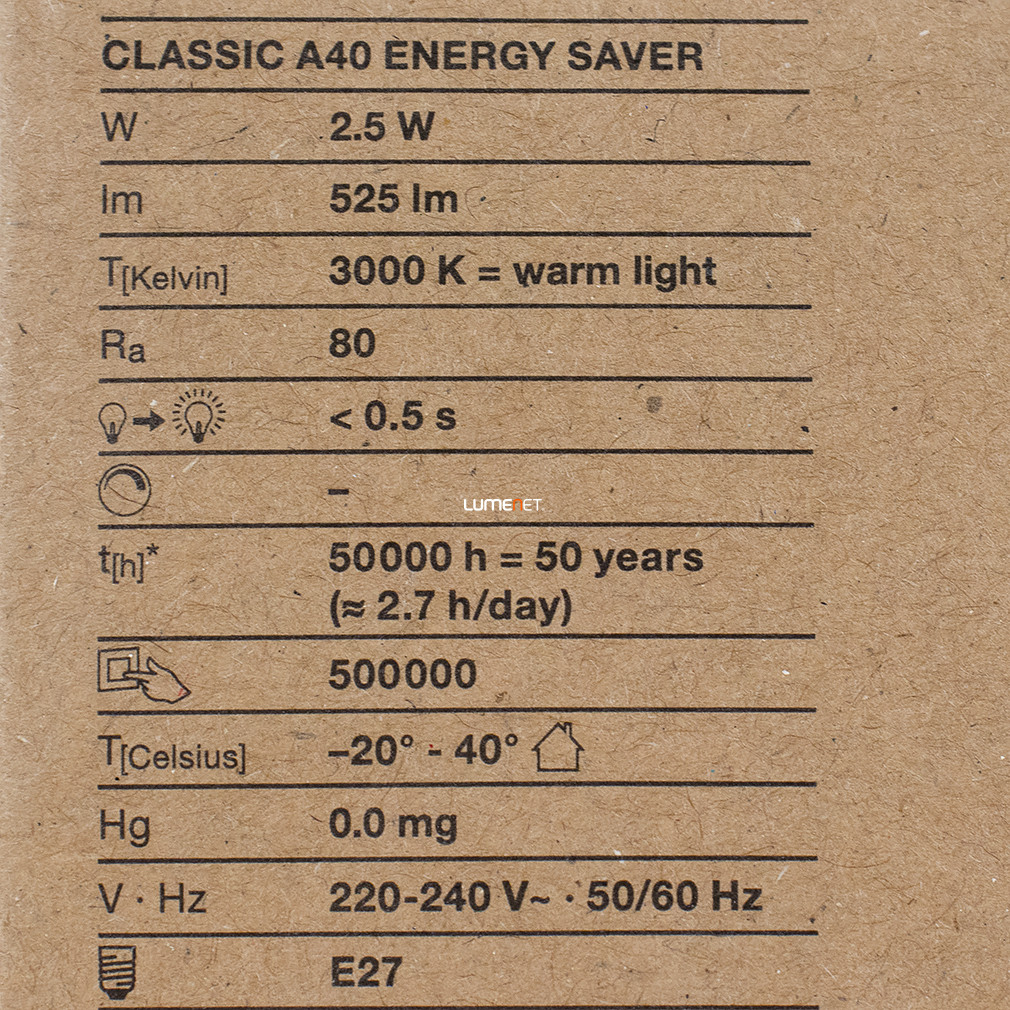 CLASSIC A40 ENERGY SAVER
W 2.5 W
lm 525 lm
T[Kelvin] 3000 K = warm light
Ra 80
< 0.5 s
–
LUMENET
t[h]* 50000 h = 50 years
(≈ 2.7 h/day)
500000
T[Celsius] –20° - 40°
Hg 0.0 mg
V · Hz 220-240 V~ · 50/60 Hz
E27